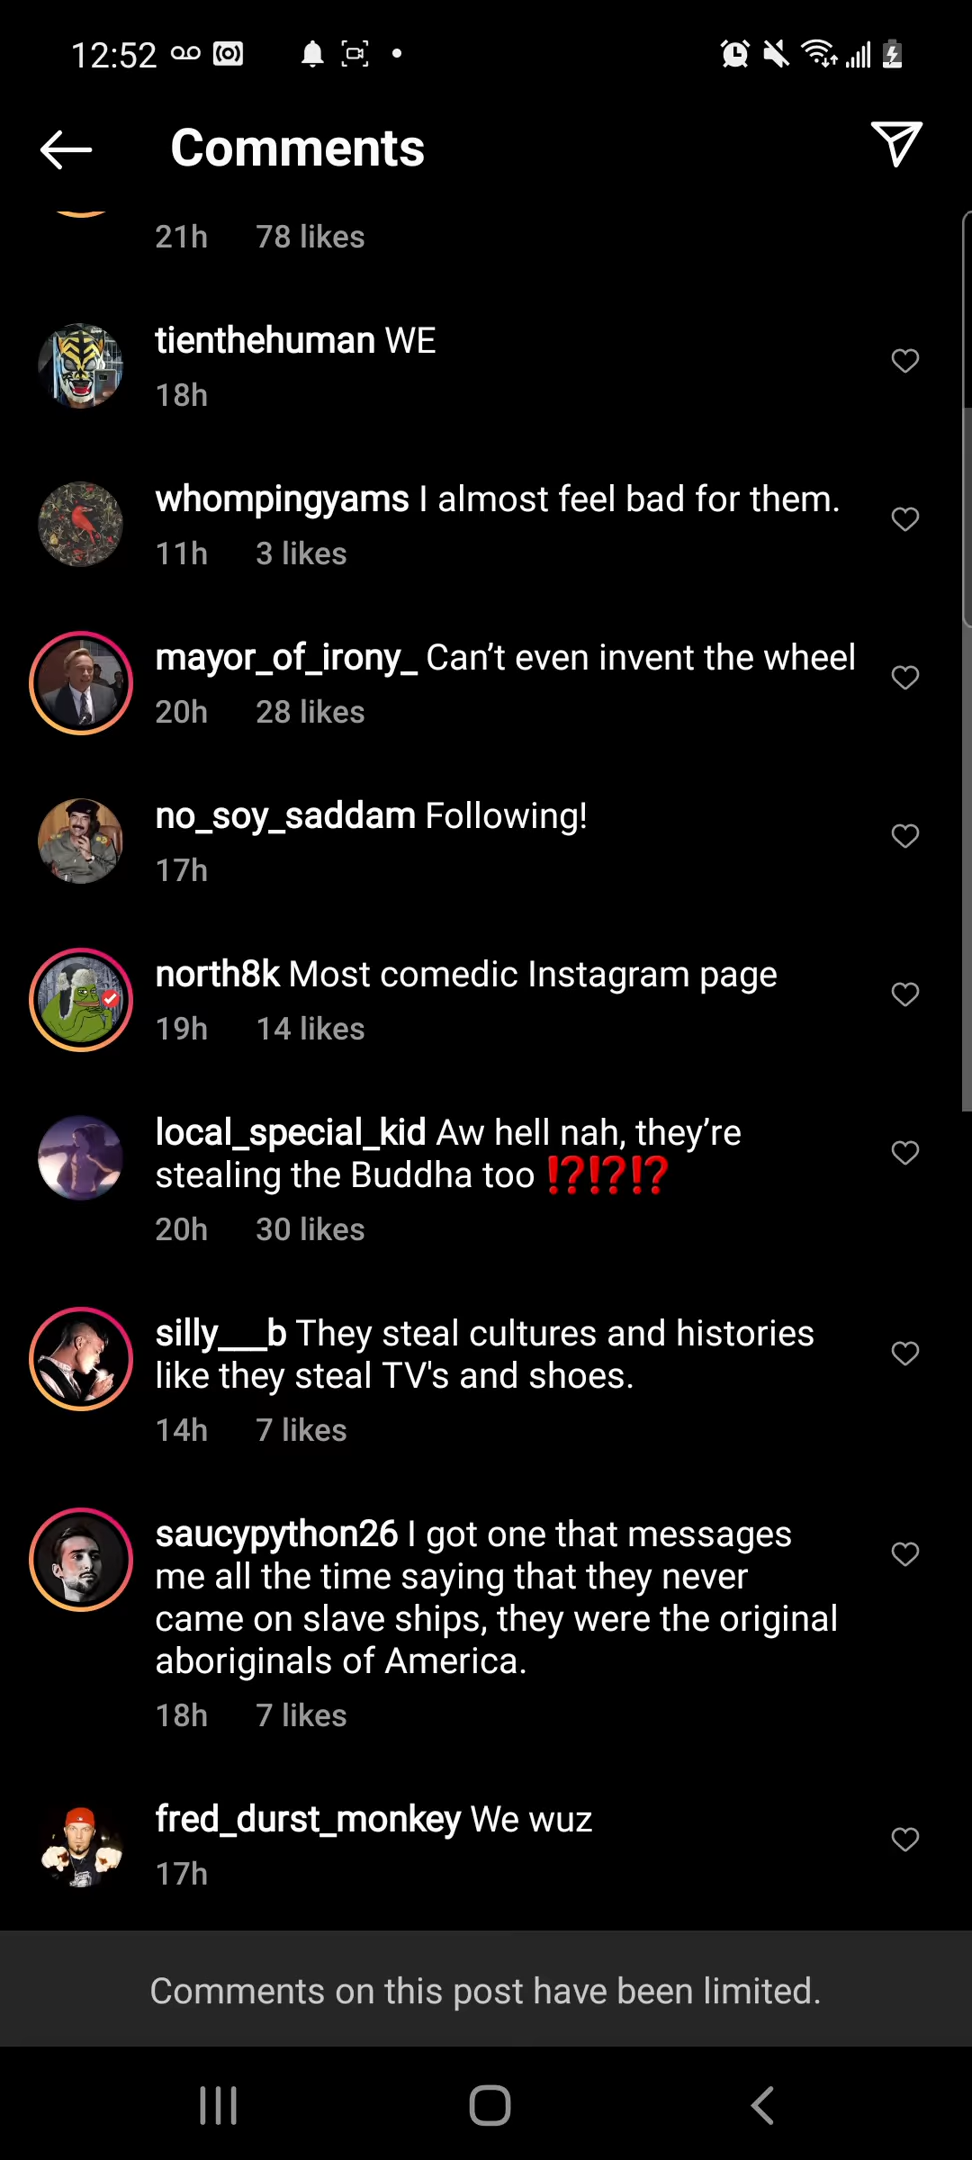 12:52
Comments
21h 78 likes
tienthehuman WE
18h
whompingyams I almost feel bad for them.
11h 3 likes
mayor_of_irony_ Can’t even invent the wheel
20h 28 likes
no_soy_saddam Following!
17h
north8k Most comedic Instagram page
19h 14 likes
local_special_kid Aw hell nah, they’re
stealing the Buddha too ⁉️⁉️⁉️
20h 30 likes
silly___b They steal cultures and histories
like they steal TV's and shoes.
14h 7 likes
saucypython26 I got one that messages
me all the time saying that they never
came on slave ships, they were the original
aboriginals of America.
18h 7 likes
fred_durst_monkey We wuz
17h
Comments on this post have been limited.